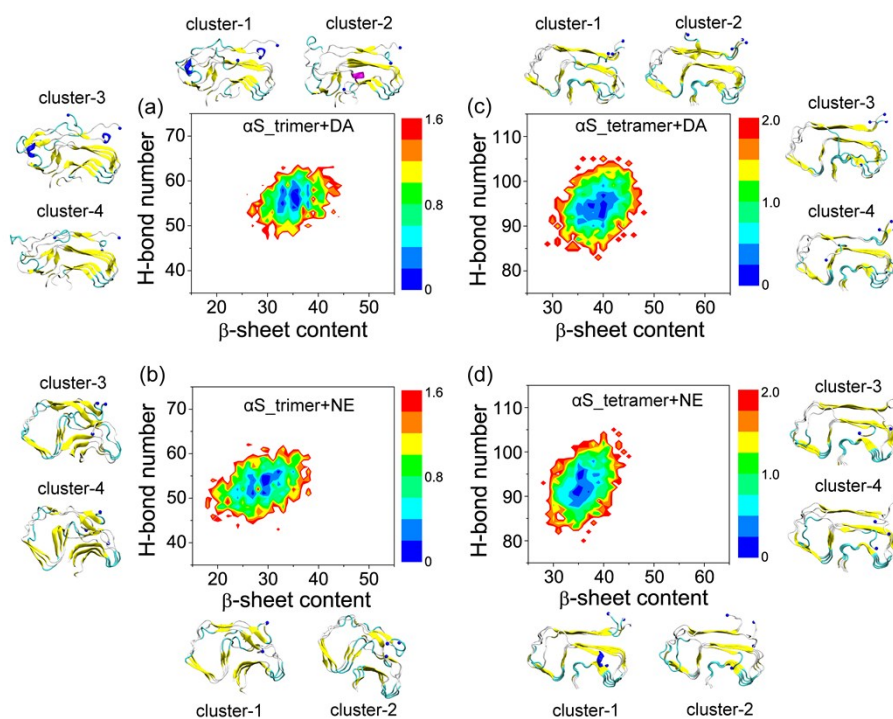 cluster-1
cluster-2
cluster-1
cluster-2
cluster-3
cluster-4
(a)
αS_trimer+DA
H-bond number
70
60
50
40
20
30
40
50
β-sheet content
1.6
0.8
0
(c)
αS_tetramer+DA
H-bond number
110
100
90
80
30
40
50
60
β-sheet content
2.0
1.0
0
cluster-3
cluster-4
cluster-3
cluster-4
(b)
αS_trimer+NE
H-bond number
70
60
50
40
20
30
40
50
β-sheet content
1.6
0.8
0
(d)
αS_tetramer+NE
H-bond number
110
100
90
80
30
40
50
60
β-sheet content
2.0
1.0
0
cluster-3
cluster-4
cluster-1
cluster-2
cluster-1
cluster-2